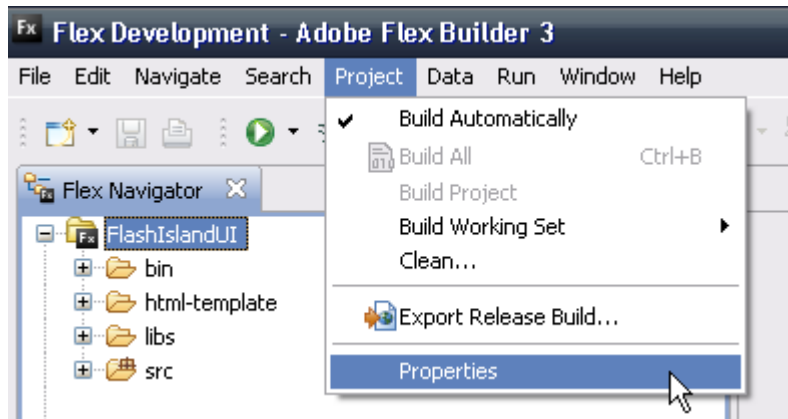 Fx Flex Development - Adobe Flex Builder 3
File Edit Navigate Search Project Data Run Window Help
Build Automatically
Build All Ctrl+B
Build Project
Build Working Set
Clean...
Export Release Build...
Properties
Flex Navigator
Fx FlashIslandUI
bin
html-template
libs
src